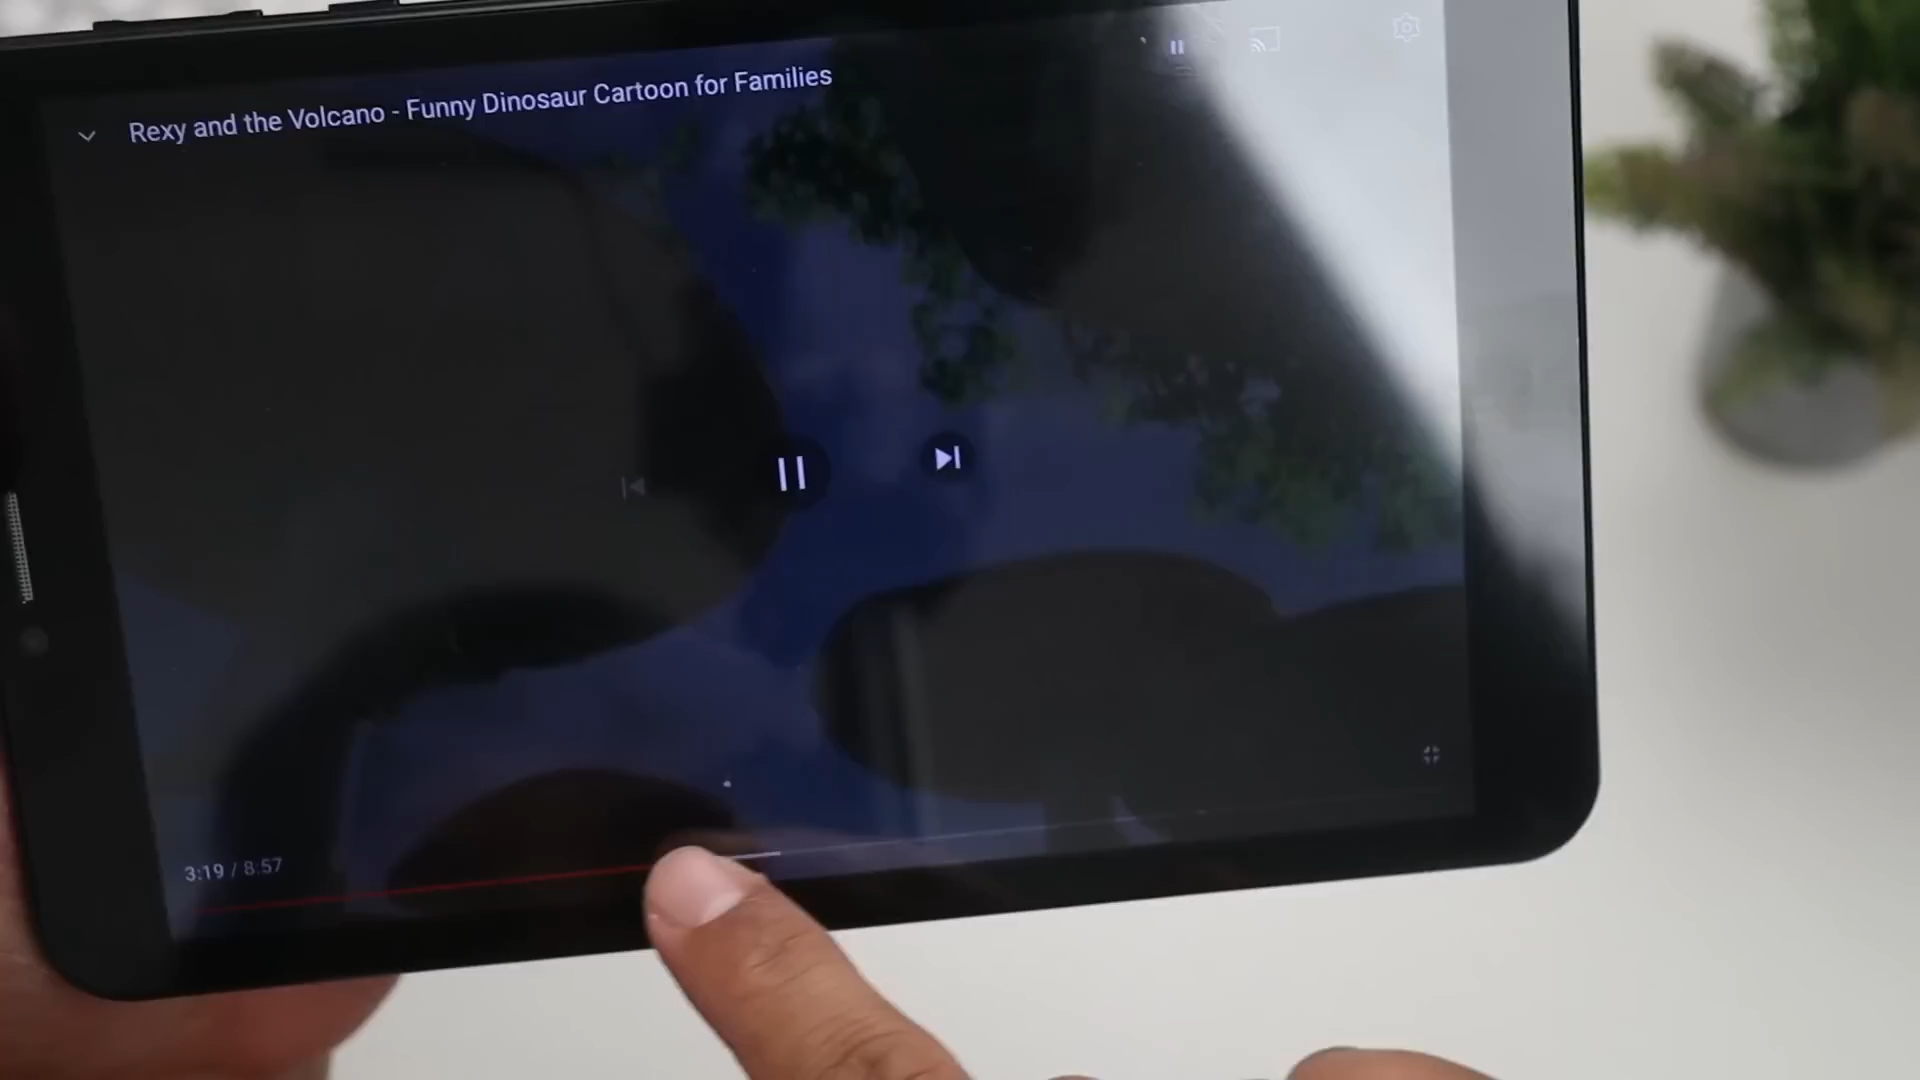 Rexy and the Volcano - Funny Dinosaur Cartoon for Families
3:19 / 8:57